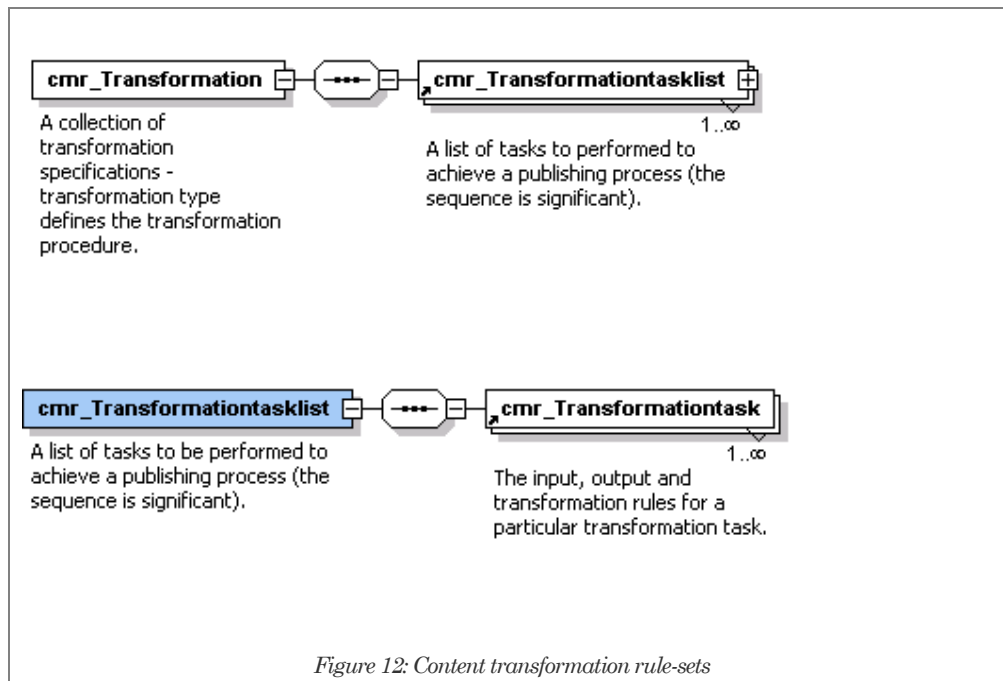 cmr_Transformation
cmr_Transformationtasklist
1..∞
A collection of
transformation
specifications -
transformation type
defines the transformation
procedure.
A list of tasks to performed to
achieve a publishing process (the
sequence is significant).
cmr_Transformationtasklist
cmr_Transformationtask
1..∞
A list of tasks to be performed to
achieve a publishing process (the
sequence is significant).
The input, output and
transformation rules for a
particular transformation task.
Figure 12: Content transformation rule-sets